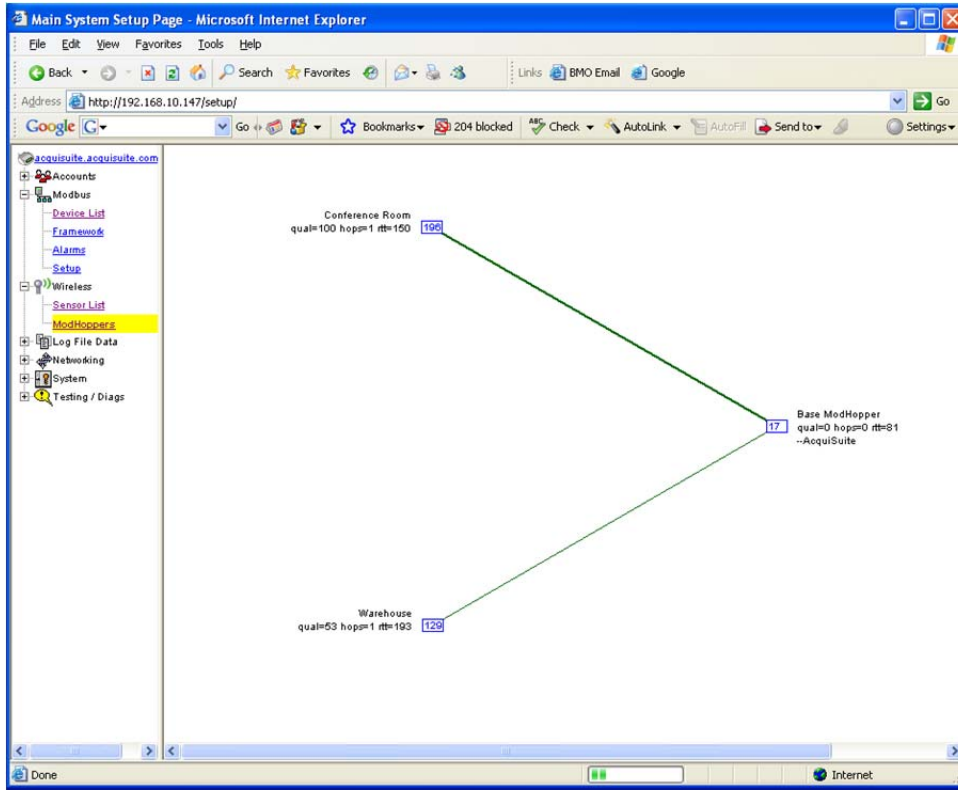 Main System Setup Page - Microsoft Internet Explorer
File Edit View Favorites Tools Help
Back Search Favorites Links BMO Email Google
Address http://192.168.10.147/setup/ Go
Google G Go Bookmarks 204 blocked Check AutoLink AutoFill Send to Settings
acquisuite.acquisuite.com
Accounts
Modbus
Device List
Framework
Alarms
Setup
Wireless
Sensor List
ModHoppers
Log File Data
Networking
System
Testing / Diags
Conference Room
qual=100 hops=1 rtt=150 196
Base ModHopper
17 qual=0 hops=0 rtt=81
--AcquiSuite
Warehouse
qual=53 hops=1 rtt=193 129
Done Internet